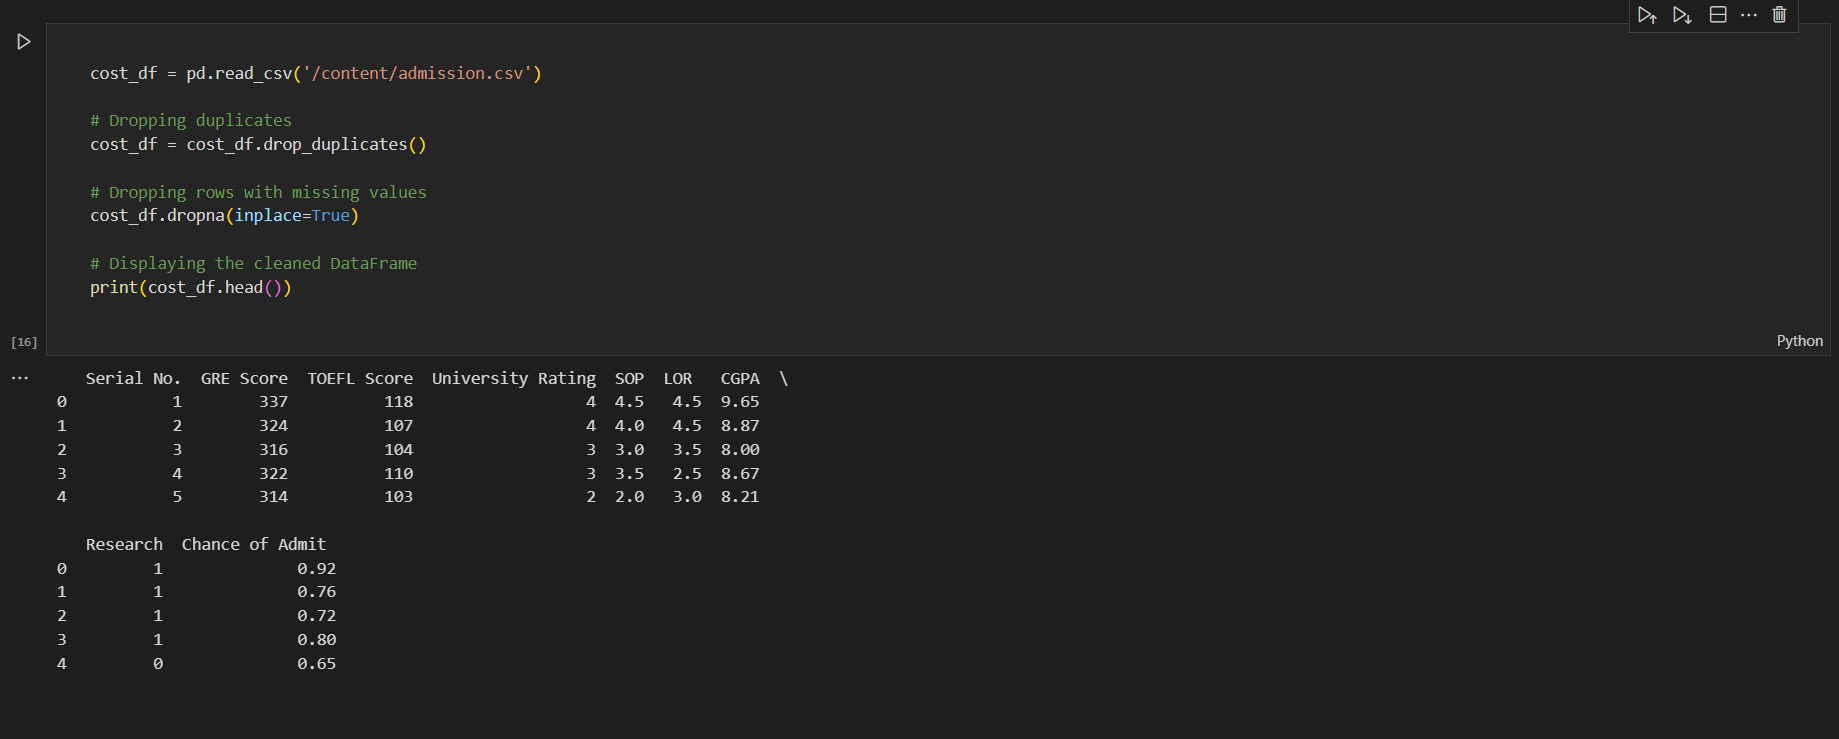 cost_df = pd.read_csv('/content/admission.csv')
# Dropping duplicates
cost_df = cost_df.drop_duplicates()
# Dropping rows with missing values
cost_df.dropna(inplace=True)
# Displaying the cleaned DataFrame
print(cost_df.head())
[16]
Python
Serial No.  GRE Score  TOEFL Score  University Rating  SOP  LOR   CGPA  \
0           1        337          118                  4  4.5   4.5  9.65
1           2        324          107                  4  4.0   4.5  8.87
2           3        316          104                  3  3.0   3.5  8.00
3           4        322          110                  3  3.5   2.5  8.67
4           5        314          103                  2  2.0   3.0  8.21
Research  Chance of Admit
0         1              0.92
1         1              0.76
2         1              0.72
3         1              0.80
4         0              0.65